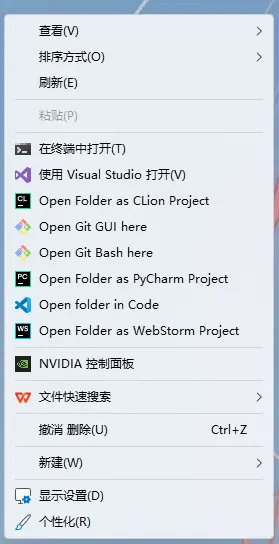 查看(V)
排序方式(O)
刷新(E)
粘贴(P)
在终端中打开(T)
使用 Visual Studio 打开(V)
CL Open Folder as CLion Project
Open Git GUI here
Open Git Bash here
PC Open Folder as PyCharm Project
Open folder in Code
WS Open Folder as WebStorm Project
NVIDIA 控制面板
文件快速搜索
撤消 删除(U) Ctrl+Z
新建(W)
显示设置(D)
个性化(R)